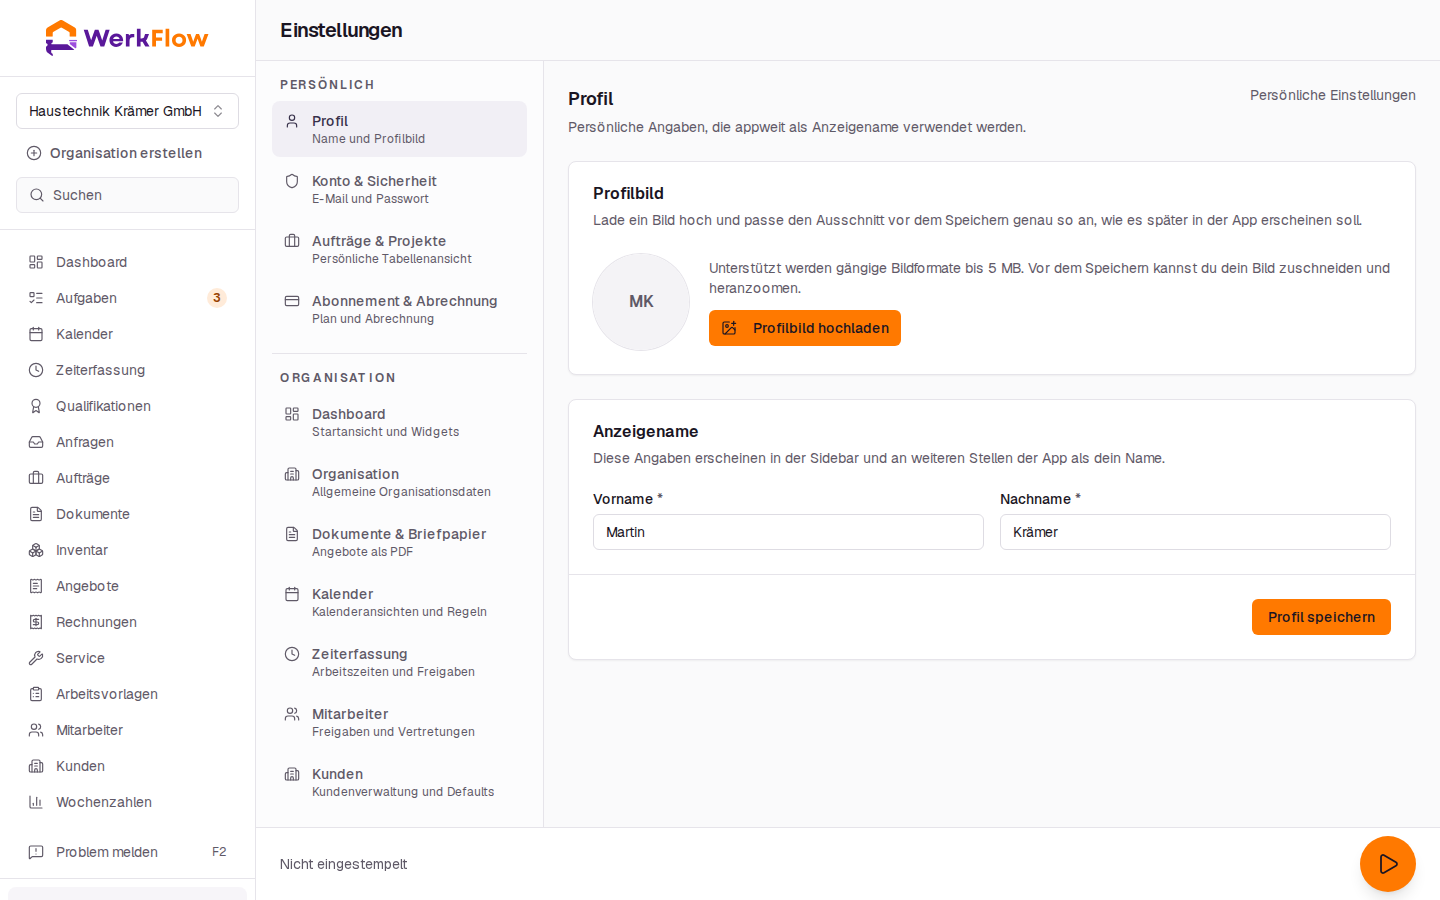 WerkFlow
Haustechnik Krämer GmbH
Organisation erstellen
Suchen
Dashboard
Aufgaben
3
Kalender
Zeiterfassung
Qualifikationen
Anfragen
Aufträge
Dokumente
Inventar
Angebote
Rechnungen
Service
Arbeitsvorlagen
Mitarbeiter
Kunden
Wochenzahlen
Problem melden
F2
Einstellungen
PERSÖNLICH
Profil
Name und Profilbild
Konto & Sicherheit
E-Mail und Passwort
Aufträge & Projekte
Persönliche Tabellenansicht
Abonnement & Abrechnung
Plan und Abrechnung
ORGANISATION
Dashboard
Startansicht und Widgets
Organisation
Allgemeine Organisationsdaten
Dokumente & Briefpapier
Angebote als PDF
Kalender
Kalenderansichten und Regeln
Zeiterfassung
Arbeitszeiten und Freigaben
Mitarbeiter
Freigaben und Vertretungen
Kunden
Kundenverwaltung und Defaults
Profil
Persönliche Einstellungen
Persönliche Angaben, die appweit als Anzeigename verwendet werden.
Profilbild
Lade ein Bild hoch und passe den Ausschnitt vor dem Speichern genau so an, wie es später in der App erscheinen soll.
MK
Unterstützt werden gängige Bildformate bis 5 MB. Vor dem Speichern kannst du dein Bild zuschneiden und
heranzoomen.
Profilbild hochladen
Anzeigename
Diese Angaben erscheinen in der Sidebar und an weiteren Stellen der App als dein Name.
Vorname *
Nachname *
Martin
Krämer
Profil speichern
Nicht eingestempelt